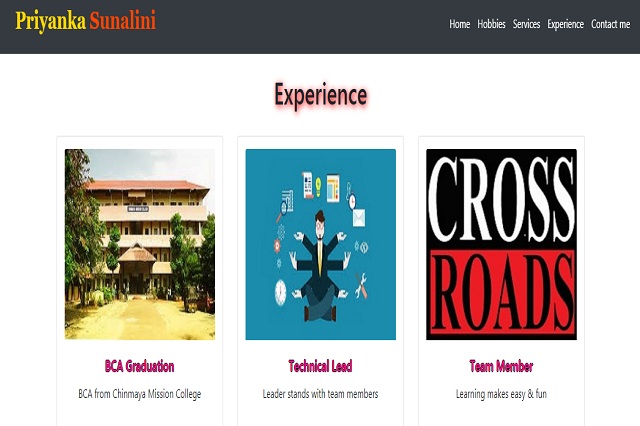 Priyanka Sunalini
Home Hobbies Services Experience Contact me
Experience
CROSS
ROADS
BCA Graduation
Technical Lead
Team Member
BCA from Chinmaya Mission College
Leader stands with team members
Learning makes easy & fun